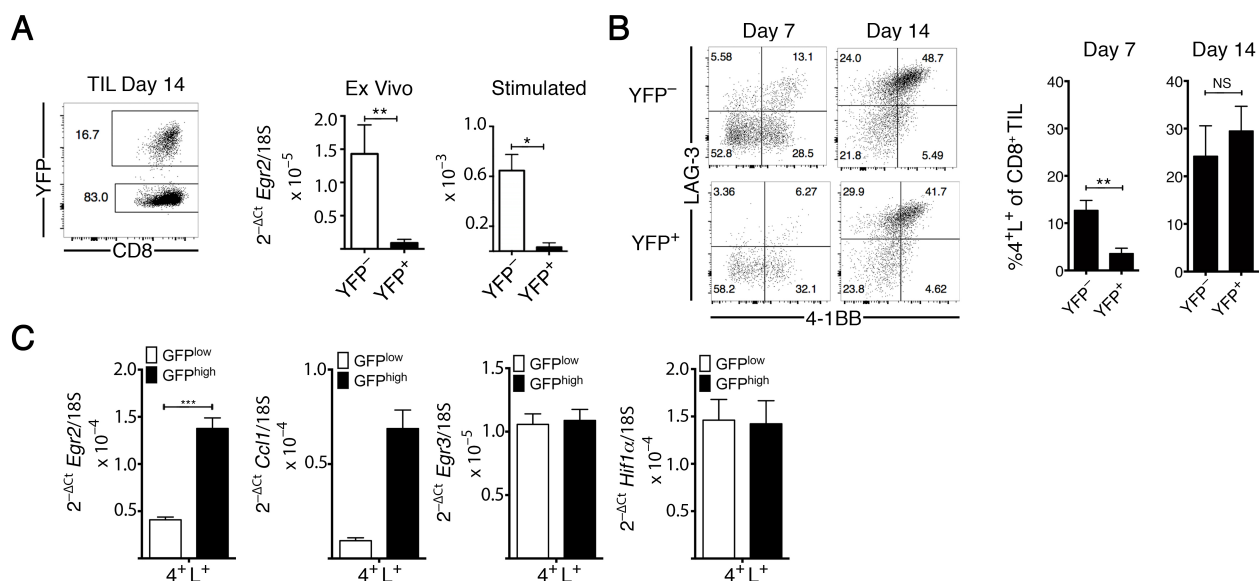 A
TIL Day 14
16.7
83.0
YFP
CD8
Ex Vivo
**
2.0
1.5
1.0
0.5
2⁻ΔCt Egr2/18S
x 10⁻⁵
YFP⁻
YFP⁺
Stimulated
*
1.0
0.6
0.2
x 10⁻³
YFP⁻
YFP⁺
B
Day 7
Day 14
YFP⁻
5.58
13.1
52.8
28.5
24.0
48.7
21.8
5.49
YFP⁺
3.36
6.27
58.2
32.1
29.9
41.7
23.8
4.62
LAG-3
4-1BB
%4⁺L⁺ of CD8⁺ TIL
Day 7
**
40
30
20
10
0
YFP⁻
YFP⁺
Day 14
NS
40
30
20
10
0
YFP⁻
YFP⁺
C
GFPlow
GFPhigh
2.0
1.5
1.0
0.5
***
2⁻ΔCt Egr2/18S
x 10⁻⁴
4⁺L⁺
GFPlow
GFPhigh
1.0
0.5
2⁻ΔCt Ccl1/18S
x 10⁻⁴
4⁺L⁺
GFPlow
GFPhigh
1.5
1.0
0.5
2⁻ΔCt Egr3/18S
x 10⁻⁵
4⁺L⁺
GFPlow
GFPhigh
2.0
1.5
1.0
0.5
2⁻ΔCt Hif1α/18S
x 10⁻⁴
4⁺L⁺